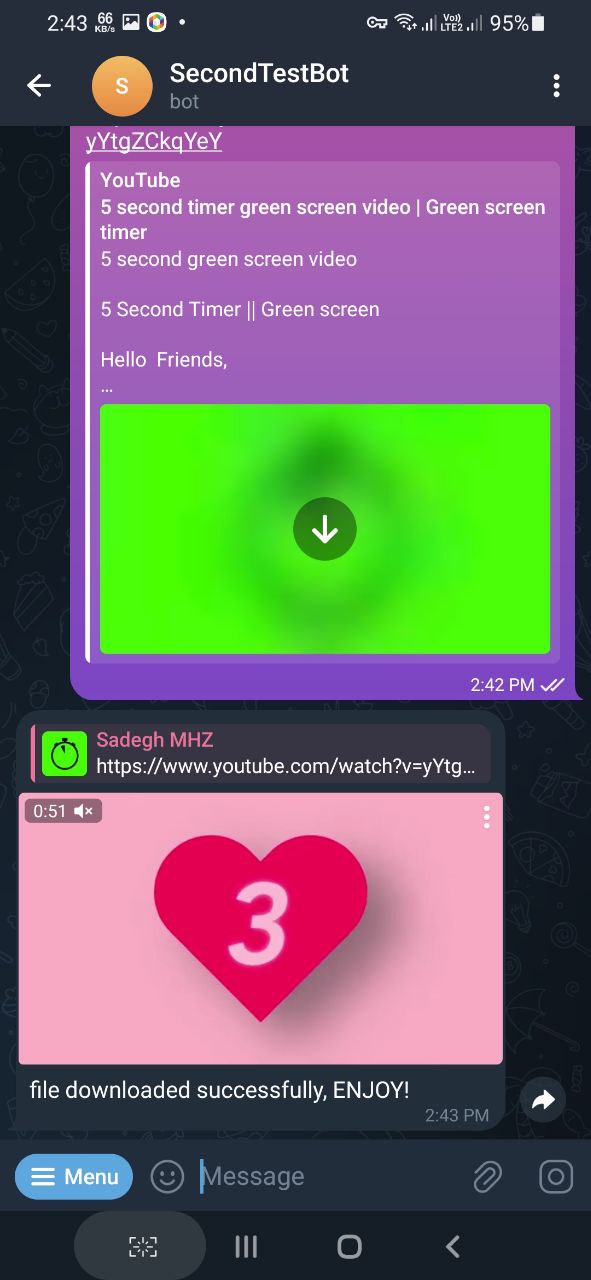 2:43 66 KB/s Vo)) LTE2 95%
S SecondTestBot
bot
yYtgZCkqYeY
YouTube
5 second timer green screen video | Green screen
timer
5 second green screen video
5 Second Timer || Green screen
Hello Friends,
...
2:42 PM
Sadegh MHZ
https://www.youtube.com/watch?v=yYtg...
0:51
3
file downloaded successfully, ENJOY!
2:43 PM
Menu Message